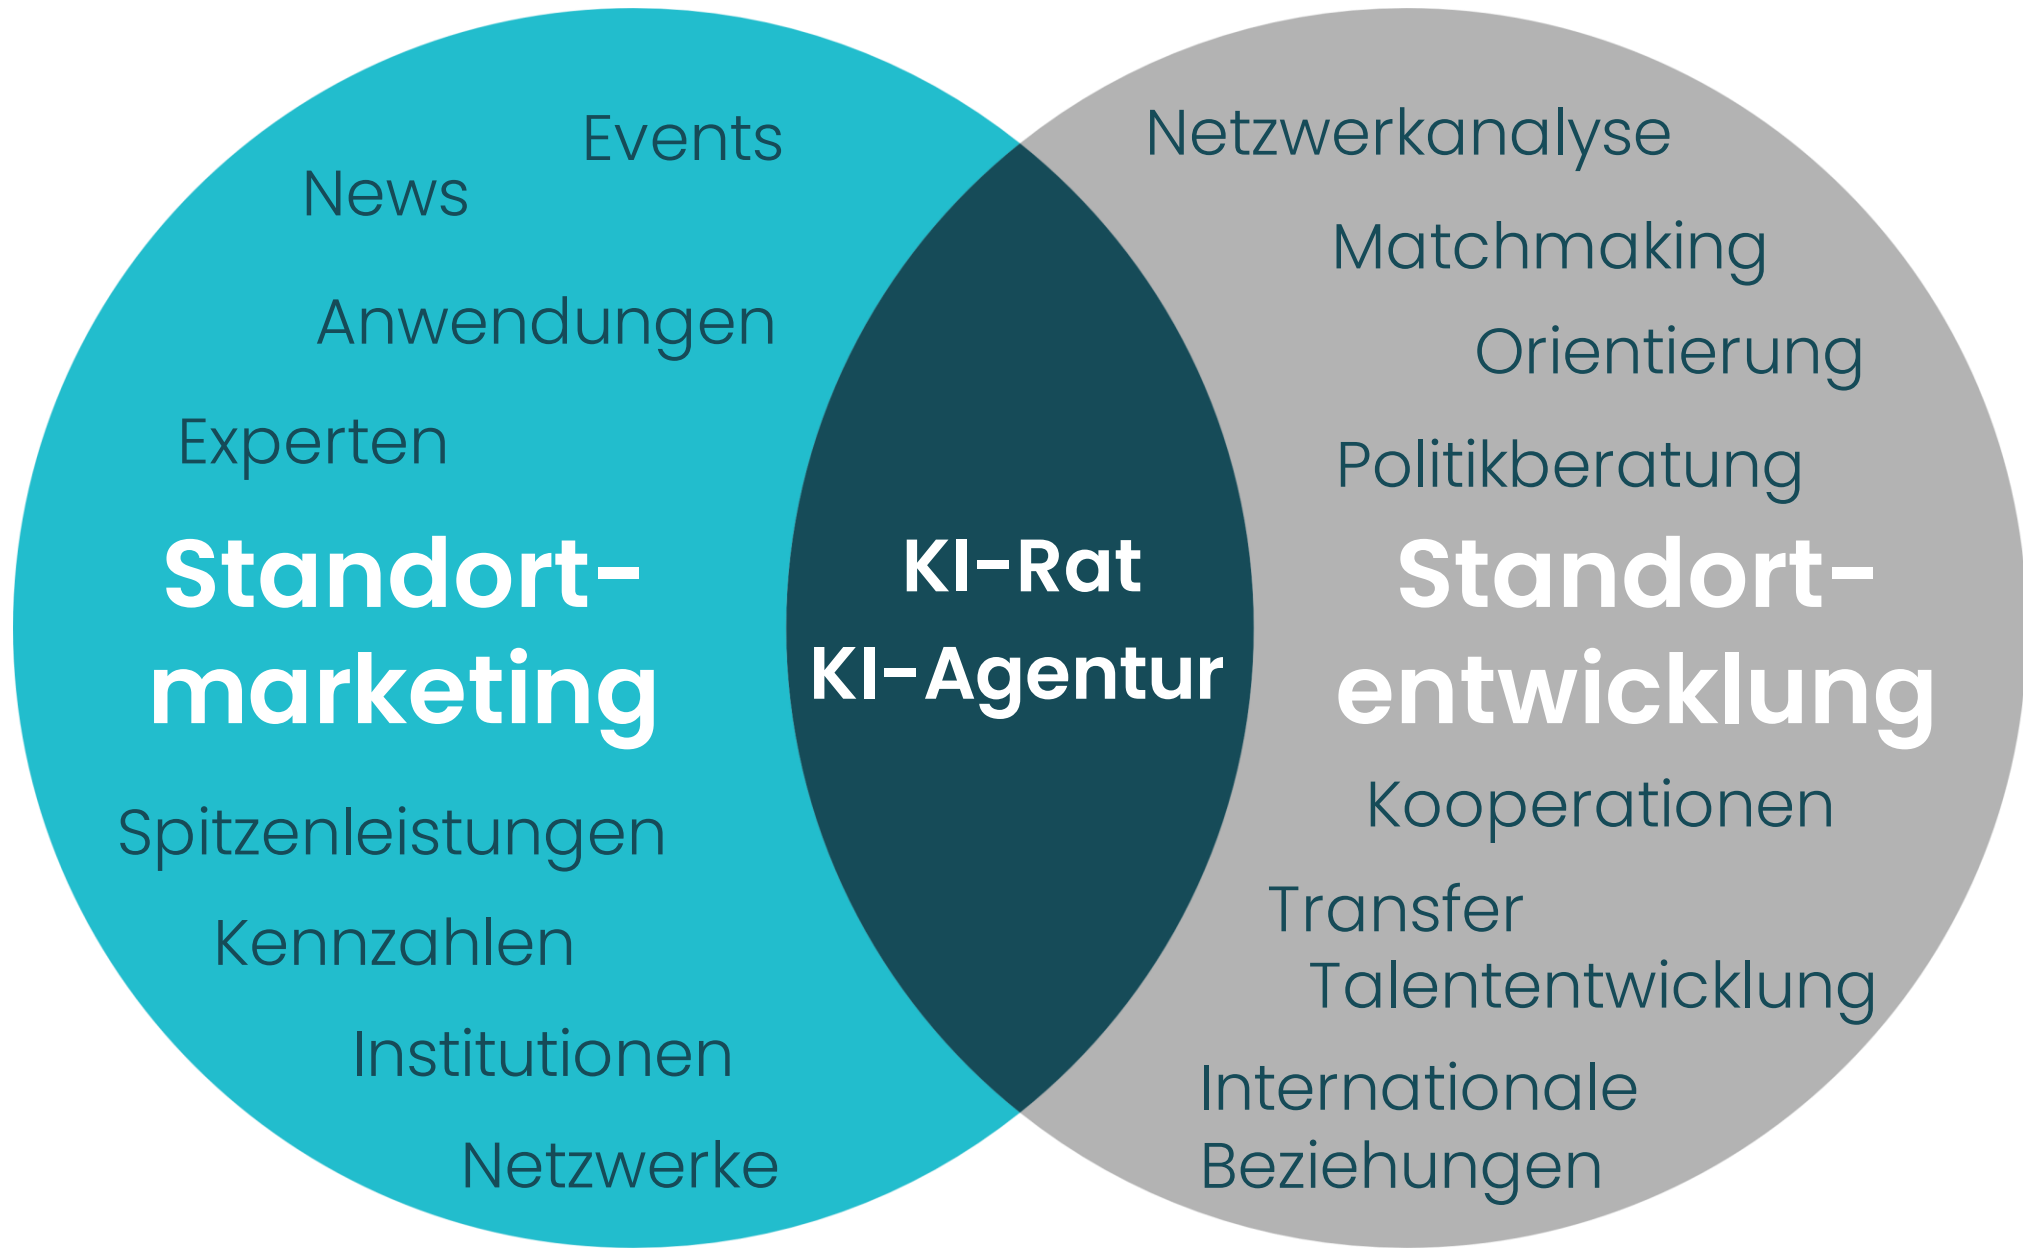 Events
News
Anwendungen
Experten
Standort-
marketing
Spitzenleistungen
Kennzahlen
Institutionen
Netzwerke
KI-Rat
KI-Agentur
Netzwerkanalyse
Matchmaking
Orientierung
Politikberatung
Standort-
entwicklung
Kooperationen
Transfer
Talententwicklung
Internationale
Beziehungen